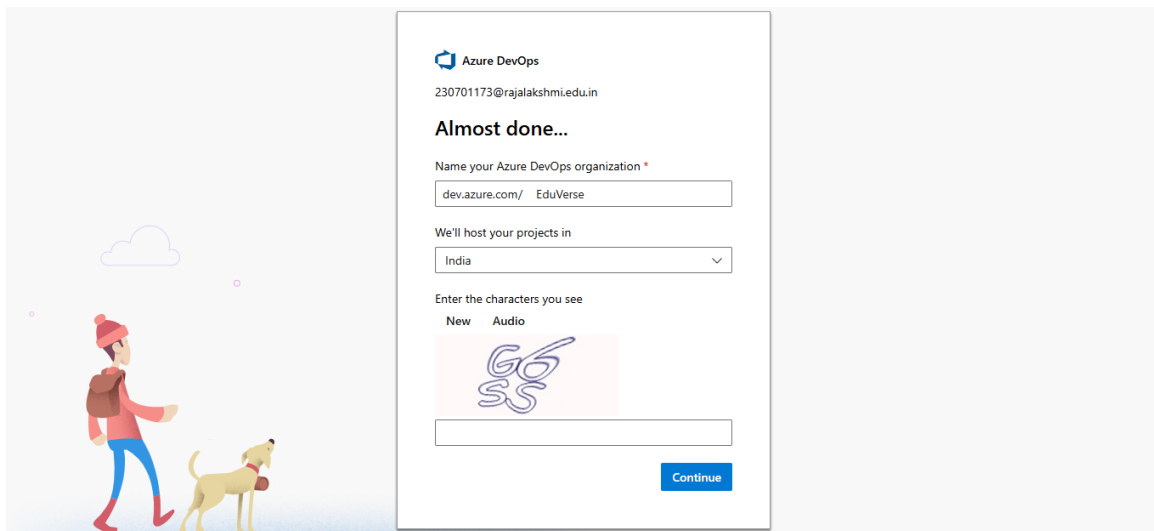 Azure DevOps
230701173@rajalakshmi.edu.in
Almost done...
Name your Azure DevOps organization *
dev.azure.com/ EduVerse
We'll host your projects in
India
Enter the characters you see
New Audio
Continue